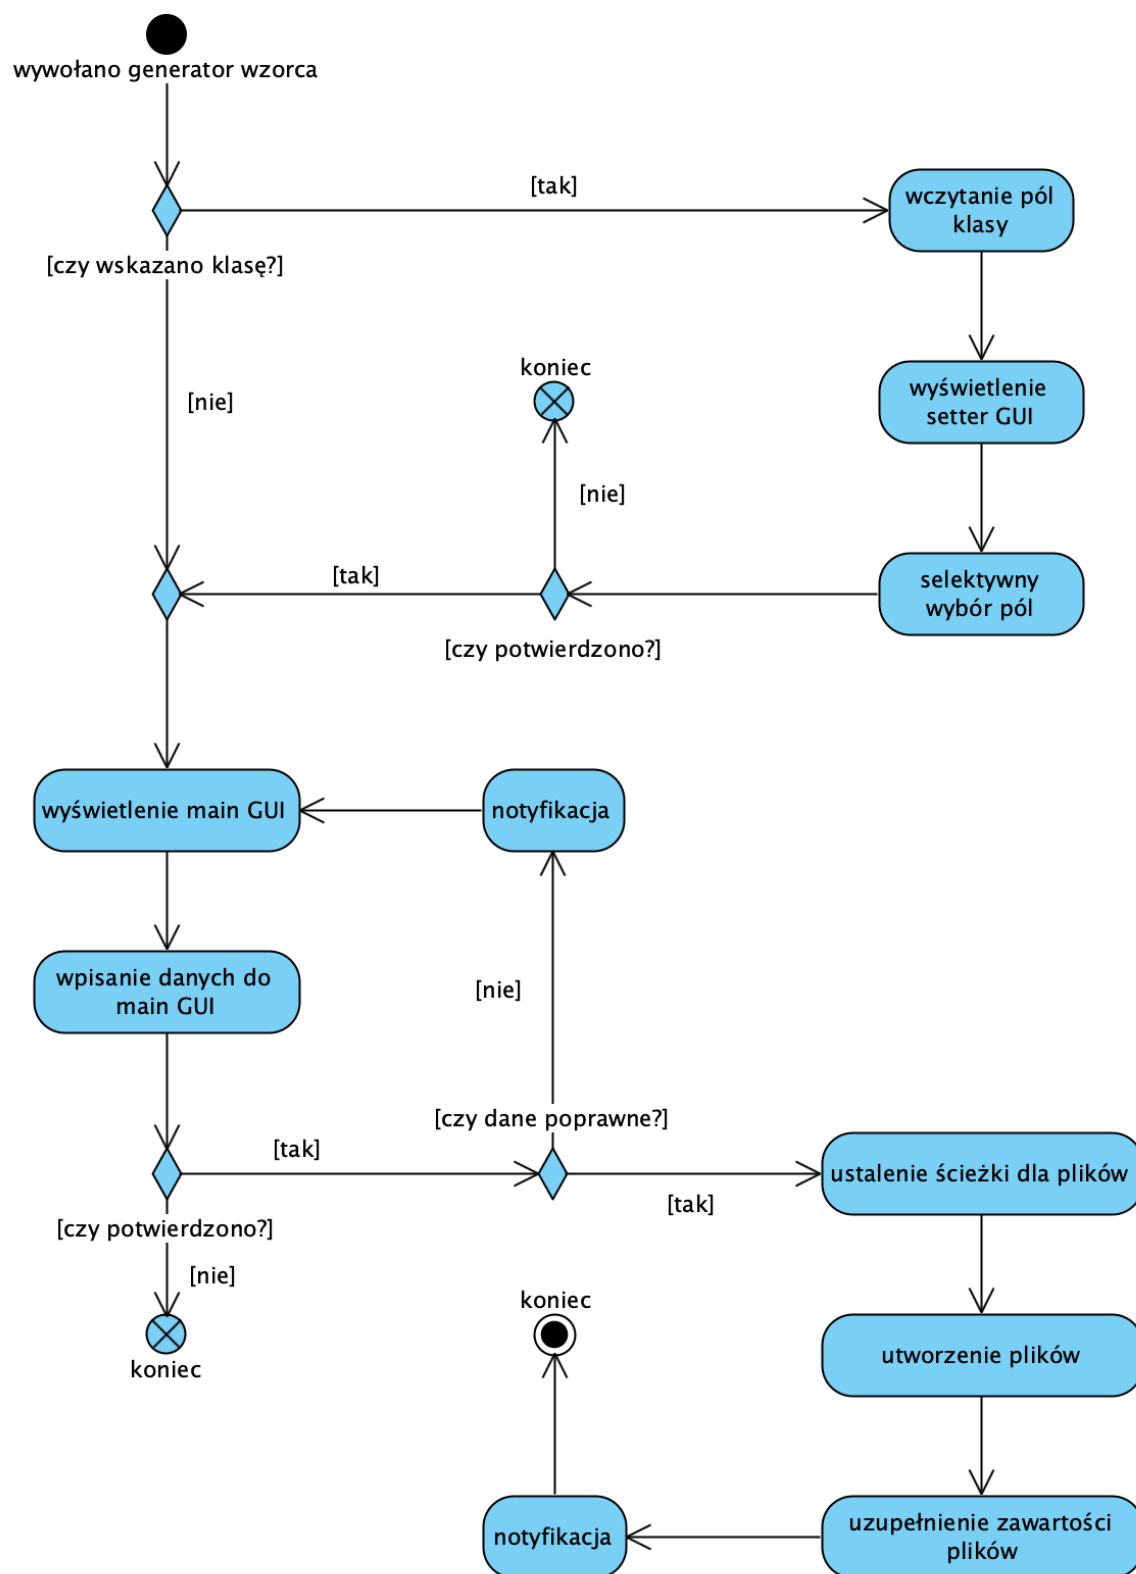 wywołano generator wzorca
[tak]
wczytanie pól
klasy
[czy wskazano klasę?]
koniec
wyświetlenie
setter GUI
[nie]
[nie]
[tak]
selektywny
wybór pól
[czy potwierdzono?]
wyświetlenie main GUI
notyfikacja
wpisanie danych do
main GUI
[nie]
[czy dane poprawne?]
[tak]
ustalenie ścieżki dla plików
[tak]
[czy potwierdzono?]
[nie]
koniec
koniec
utworzenie plików
uzupełnienie zawartości
plików
notyfikacja